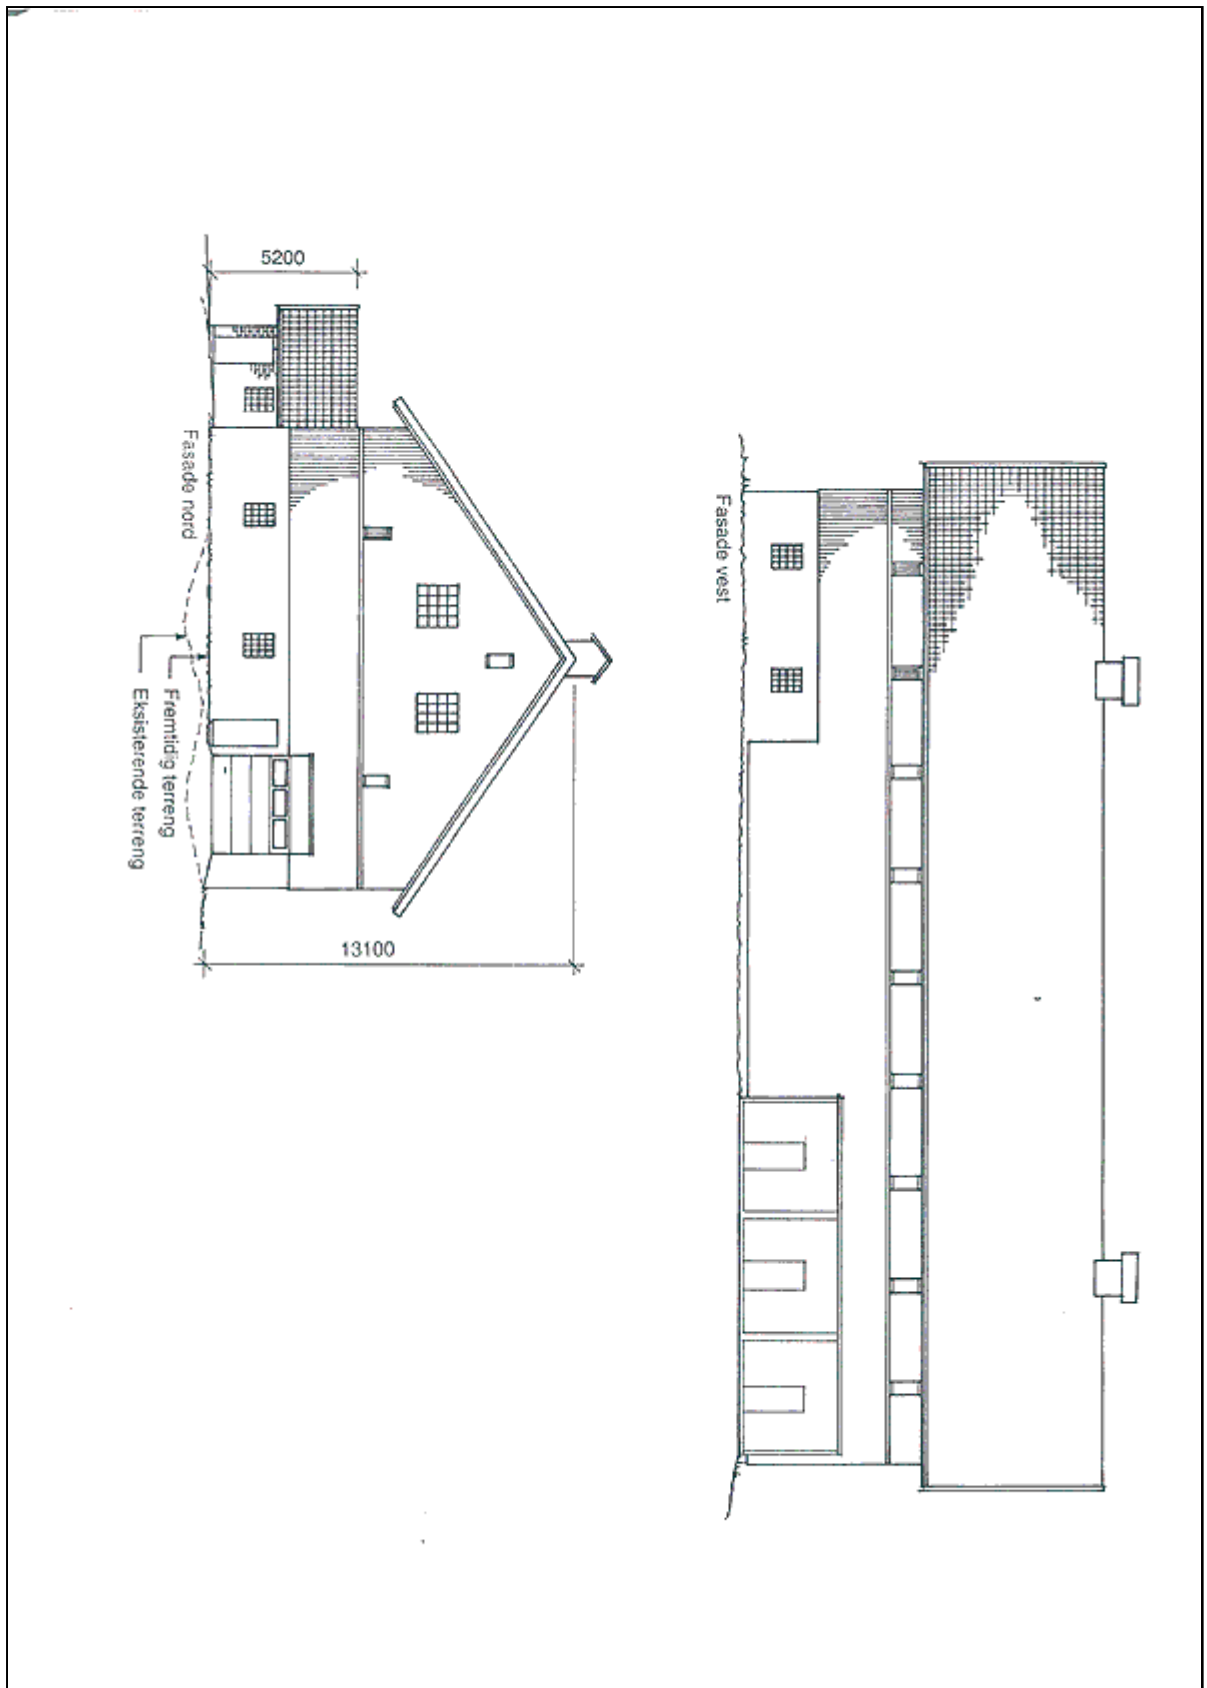 5200
Fasade nord
Fremtidig terreng
Eksisterende terreng
13100
Fasade vest